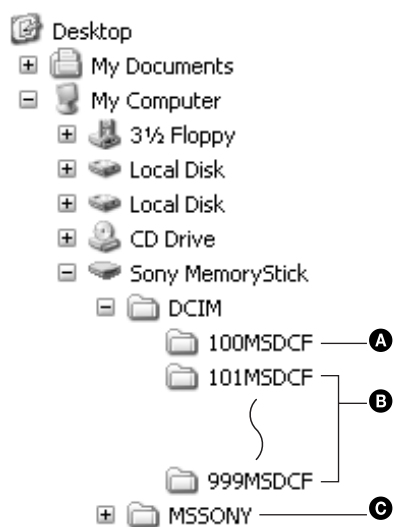 Desktop
My Documents
My Computer
3½ Floppy
Local Disk
Local Disk
CD Drive
Sony MemoryStick
DCIM
100MSDCF A
101MSDCF
B
999MSDCF
MSSONY C